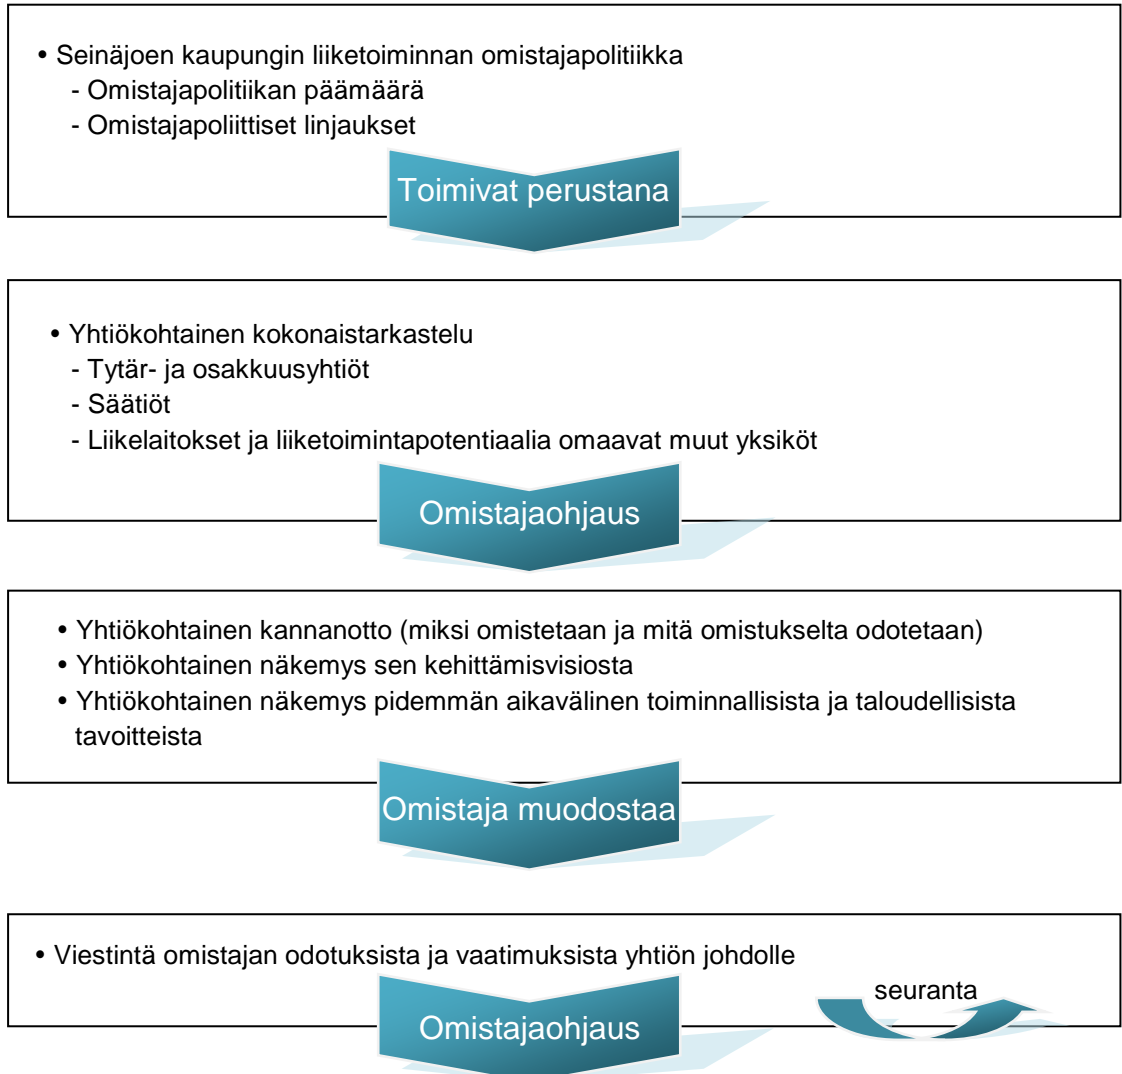 • Seinäjoen kaupungin liiketoiminnan omistajapolitiikka
- Omistajapolitiikan päämäärä
- Omistajapoliittiset linjaukset
Toimivat perustana
• Yhtiökohtainen kokonaistarkastelu
- Tytär- ja osakkuusyhtiöt
- Säätiöt
- Liikelaitokset ja liiketoimintapotentiaalia omaavat muut yksiköt
Omistajaohjaus
• Yhtiökohtainen kannanotto (miksi omistetaan ja mitä omistukselta odotetaan)
• Yhtiökohtainen näkemys sen kehittämisvisiosta
• Yhtiökohtainen näkemys pidemmän aikavälinen toiminnallisista ja taloudellisista
tavoitteista
Omistaja muodostaa
• Viestintä omistajan odotuksista ja vaatimuksista yhtiön johdolle
seuranta
Omistajaohjaus